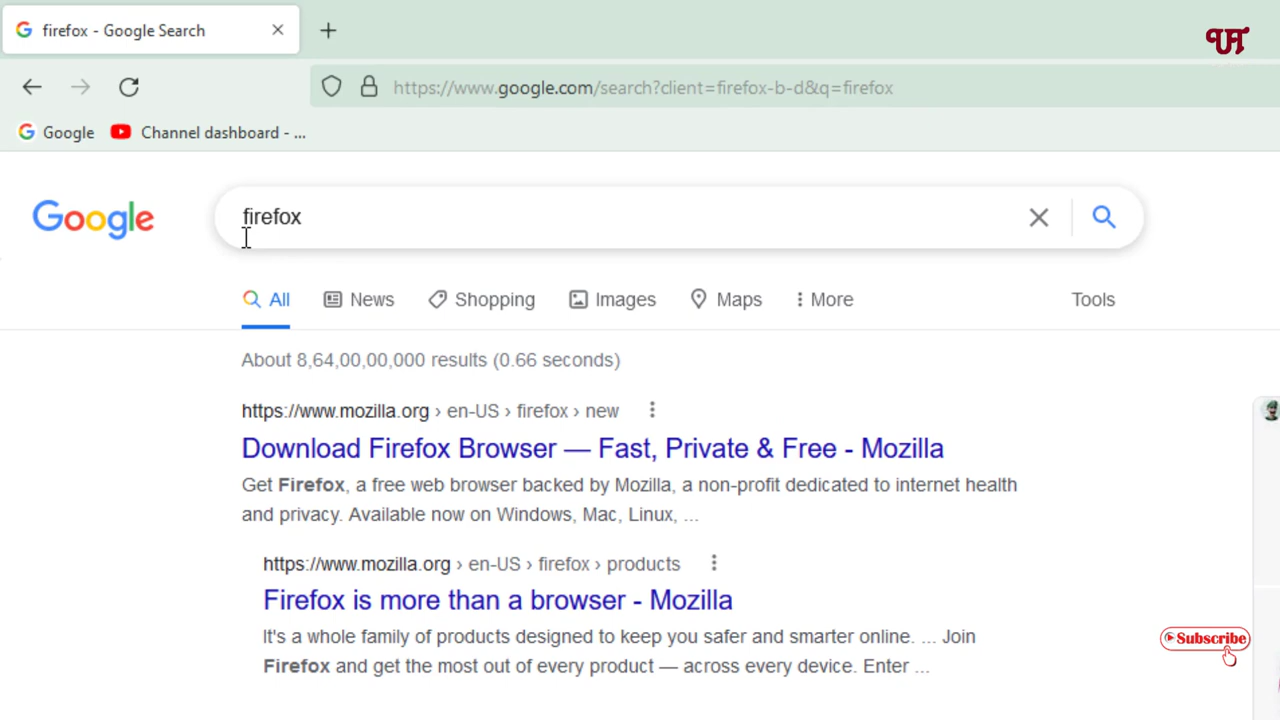 firefox - Google Search
UT
https://www.google.com/search?client=firefox-b-d&q=firefox
Google Channel dashboard - ...
Google firefox
All News Shopping Images Maps More Tools
About 8,64,00,00,000 results (0.66 seconds)
https://www.mozilla.org › en-US › firefox › new
Download Firefox Browser — Fast, Private & Free - Mozilla
Get Firefox, a free web browser backed by Mozilla, a non-profit dedicated to internet health
and privacy. Available now on Windows, Mac, Linux, ...
https://www.mozilla.org › en-US › firefox › products
Firefox is more than a browser - Mozilla
It's a whole family of products designed to keep you safer and smarter online. ... Join
Firefox and get the most out of every product — across every device. Enter ...
Subscribe